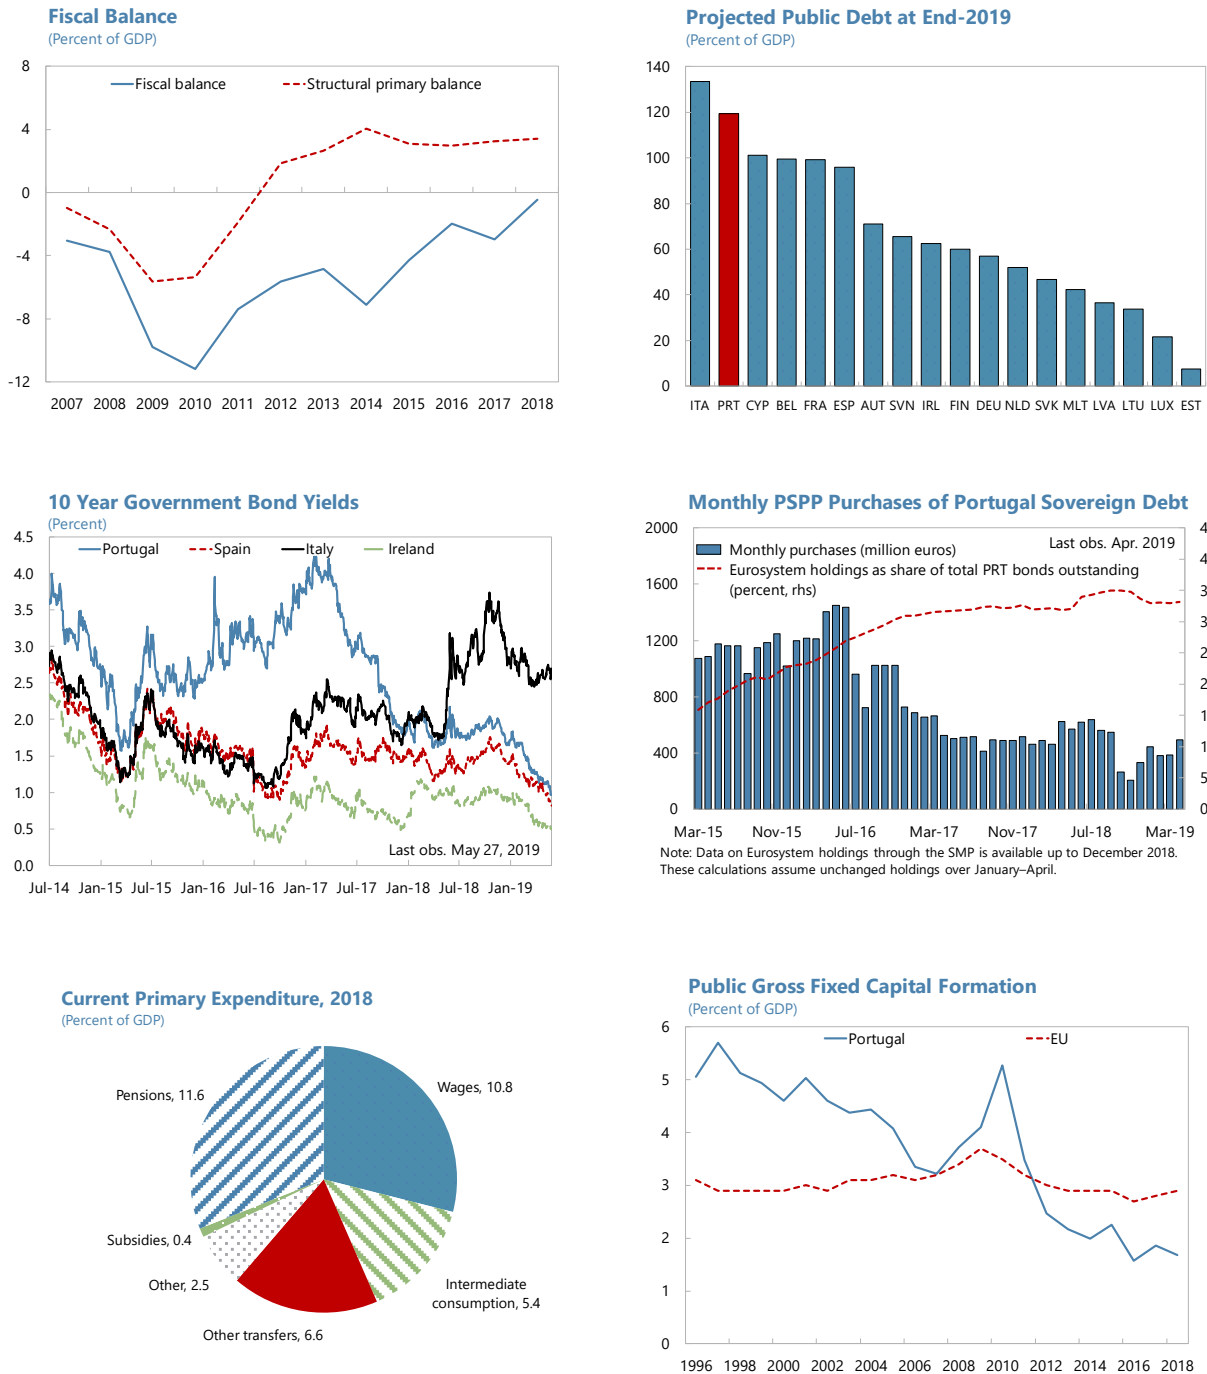 Fiscal Balance
(Percent of GDP)
8
4
0
-4
-8
-12
Fiscal balance
Structural primary balance
2007 2008 2009 2010 2011 2012 2013 2014 2015 2016 2017 2018
Projected Public Debt at End-2019
(Percent of GDP)
140
120
100
80
60
40
20
0
ITA PRT CYP BEL FRA ESP AUT SVN IRL FIN DEU NLD SVK MLT LVA LTU LUX EST
10 Year Government Bond Yields
(Percent)
4.5
4.0
3.5
3.0
2.5
2.0
1.5
1.0
0.5
0.0
Portugal Spain Italy Ireland
Last obs. May 27, 2019
Jul-14 Jan-15 Jul-15 Jan-16 Jul-16 Jan-17 Jul-17 Jan-18 Jul-18 Jan-19
Monthly PSPP Purchases of Portugal Sovereign Debt
2000
1600
1200
800
400
0
Last obs. Apr. 2019
Monthly purchases (million euros)
Eurosystem holdings as share of total PRT bonds outstanding
(percent, rhs)
4
4
3
3
2
2
1
1
5
0
Mar-15 Nov-15 Jul-16 Mar-17 Nov-17 Jul-18 Mar-19
Note: Data on Eurosystem holdings through the SMP is available up to December 2018.
These calculations assume unchanged holdings over January–April.
Current Primary Expenditure, 2018
(Percent of GDP)
Pensions, 11.6
Wages, 10.8
Subsidies, 0.4
Other, 2.5
Intermediate
consumption, 5.4
Other transfers, 6.6
Public Gross Fixed Capital Formation
(Percent of GDP)
6
5
4
3
2
1
0
Portugal
EU
1996 1998 2000 2002 2004 2006 2008 2010 2012 2014 2016 2018